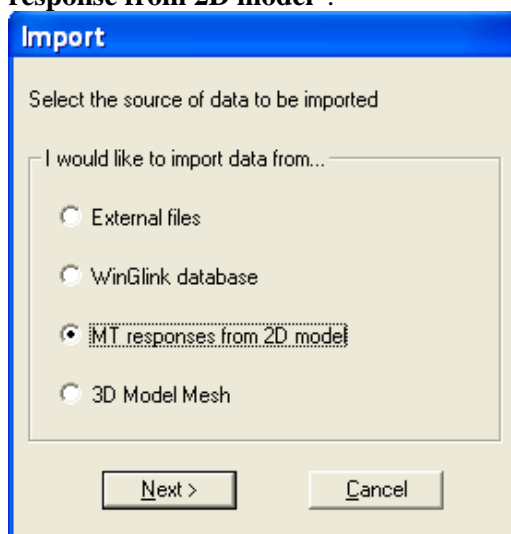 response from 2D model".
Import
Select the source of data to be imported
I would like to import data from...
External files
WinGlink database
MT responses from 2D model
3D Model Mesh
Next >
Cancel